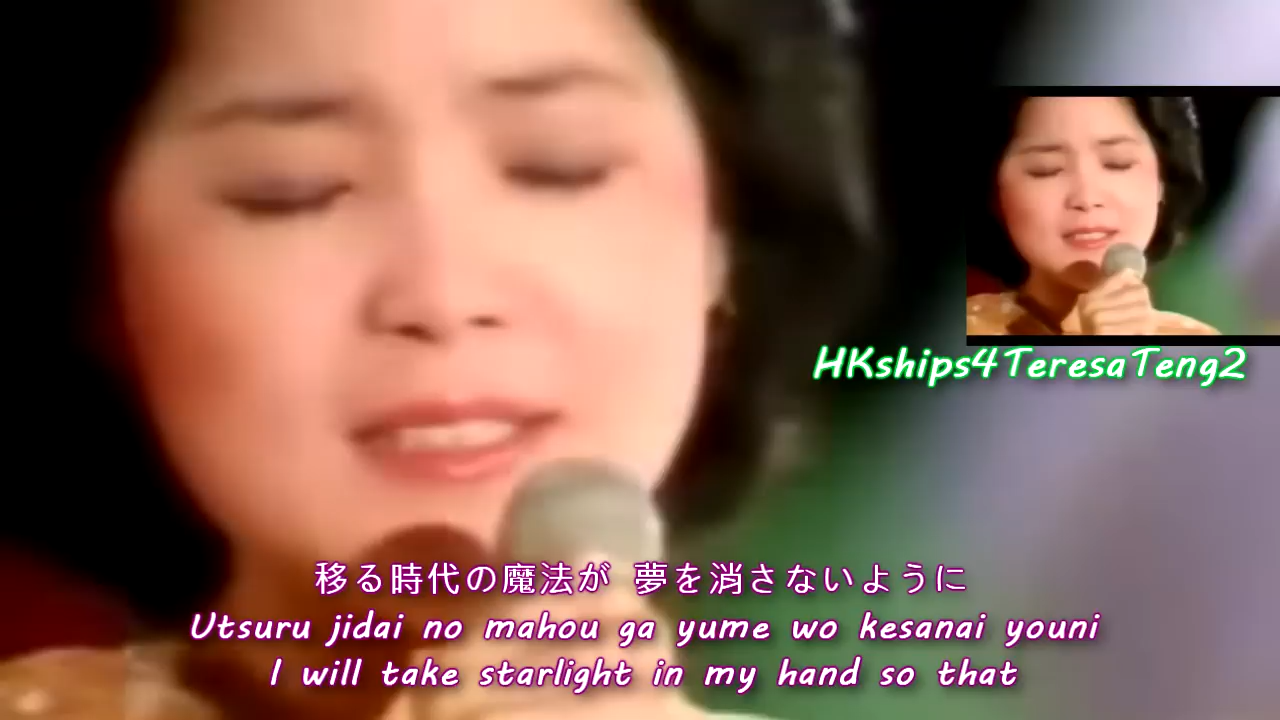 HKships4TeresaTeng2
移る時代の魔法が 夢を消さないように
Utsuru jidai no mahou ga yume wo kesanai youni
I will take starlight in my hand so that